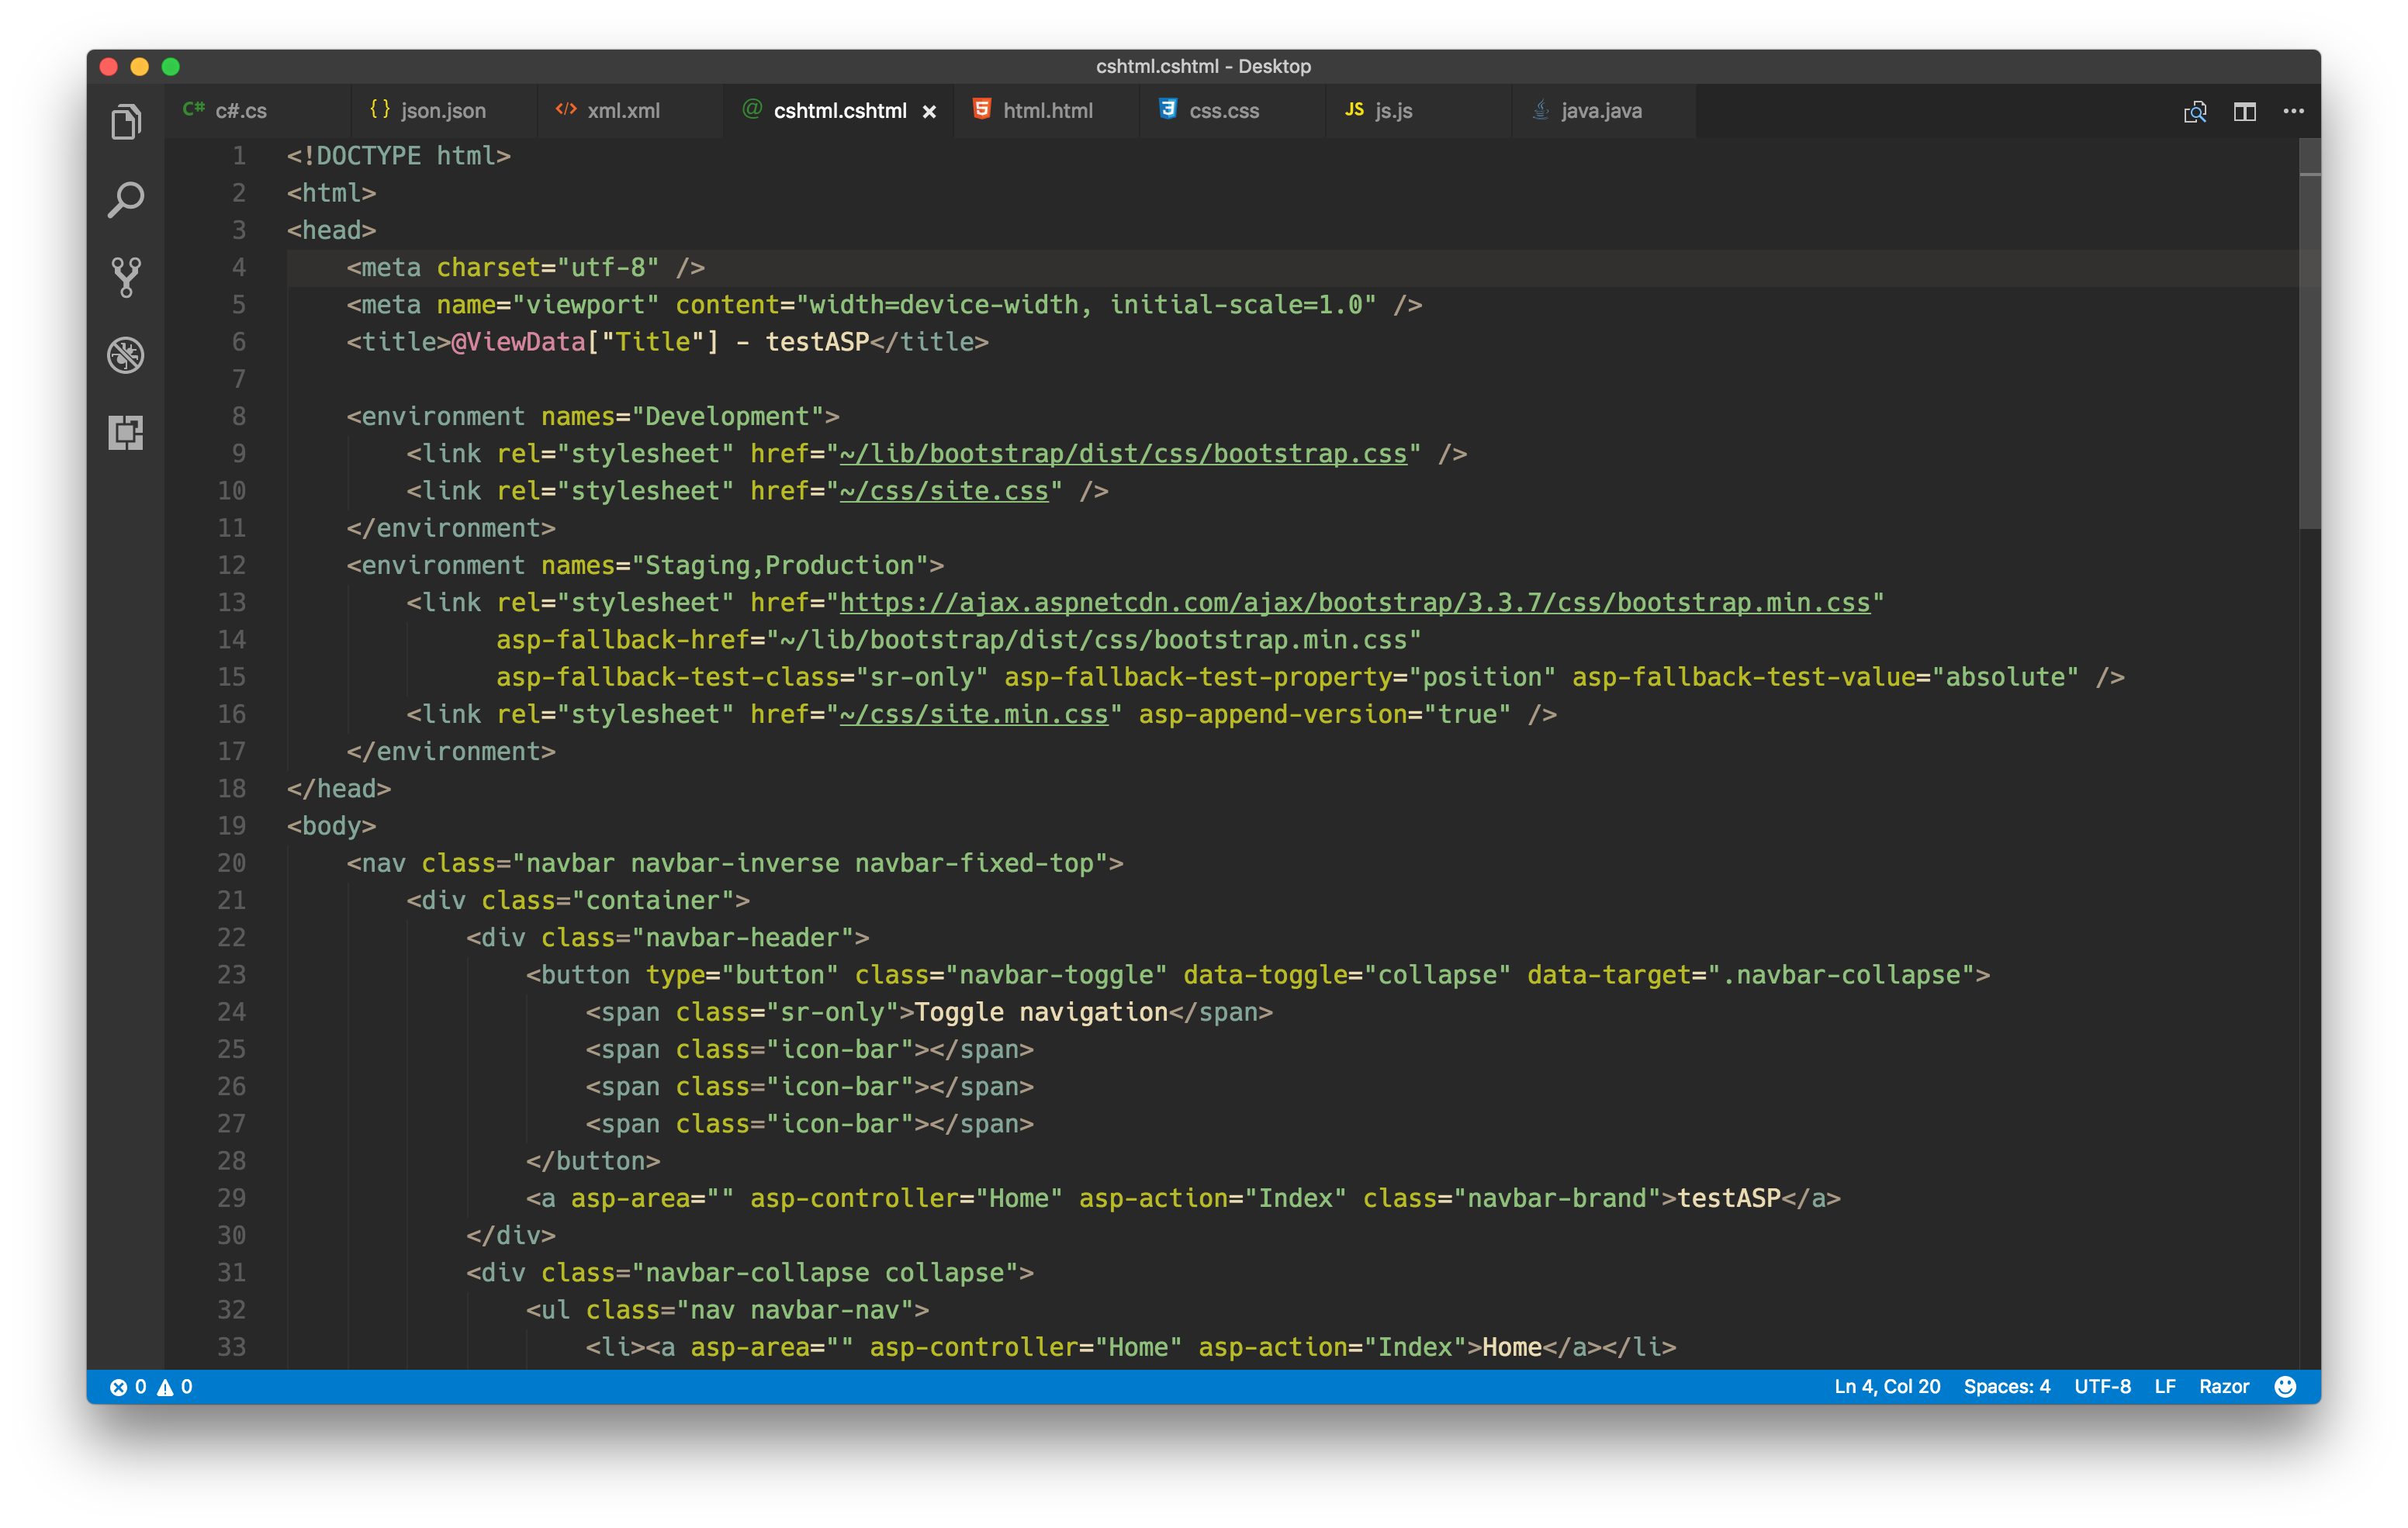 cshtml.cshtml - Desktop
C# c#.cs { } json.json </> xml.xml @ cshtml.cshtml × 5 html.html 3 css.css JS js.js java.java
1 <!DOCTYPE html>
2 <html>
3 <head>
4     <meta charset="utf-8" />
5     <meta name="viewport" content="width=device-width, initial-scale=1.0" />
6     <title>@ViewData["Title"] - testASP</title>
7
8     <environment names="Development">
9         <link rel="stylesheet" href="~/lib/bootstrap/dist/css/bootstrap.css" />
10         <link rel="stylesheet" href="~/css/site.css" />
11     </environment>
12     <environment names="Staging,Production">
13         <link rel="stylesheet" href="https://ajax.aspnetcdn.com/ajax/bootstrap/3.3.7/css/bootstrap.min.css"
14               asp-fallback-href="~/lib/bootstrap/dist/css/bootstrap.min.css"
15               asp-fallback-test-class="sr-only" asp-fallback-test-property="position" asp-fallback-test-value="absolute" />
16         <link rel="stylesheet" href="~/css/site.min.css" asp-append-version="true" />
17     </environment>
18 </head>
19 <body>
20     <nav class="navbar navbar-inverse navbar-fixed-top">
21         <div class="container">
22             <div class="navbar-header">
23                 <button type="button" class="navbar-toggle" data-toggle="collapse" data-target=".navbar-collapse">
24                     <span class="sr-only">Toggle navigation</span>
25                     <span class="icon-bar"></span>
26                     <span class="icon-bar"></span>
27                     <span class="icon-bar"></span>
28                 </button>
29                 <a asp-area="" asp-controller="Home" asp-action="Index" class="navbar-brand">testASP</a>
30             </div>
31             <div class="navbar-collapse collapse">
32                 <ul class="nav navbar-nav">
33                     <li><a asp-area="" asp-controller="Home" asp-action="Index">Home</a></li>
0 0 Ln 4, Col 20 Spaces: 4 UTF-8 LF Razor